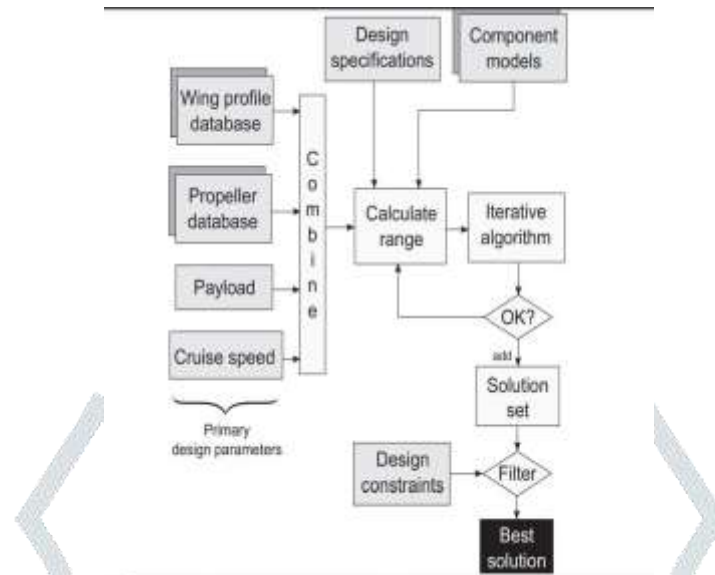 Design
specifications
Component
models
Wing profile
database
Propeller
database
Payload
Cruise speed
Combine
Primary
design parameters
Calculate
range
Iterative
algorithm
OK?
add
Solution
set
Design
constraints
Filter
Best
solution